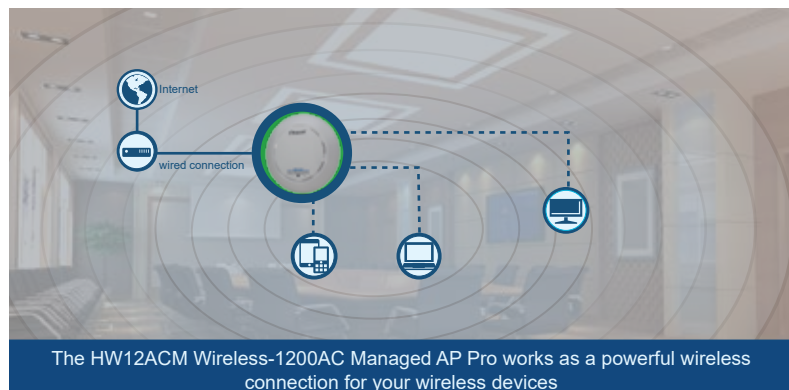 Internet
wired connection
The HW12ACM Wireless-1200AC Managed AP Pro works as a powerful wireless
connection for your wireless devices